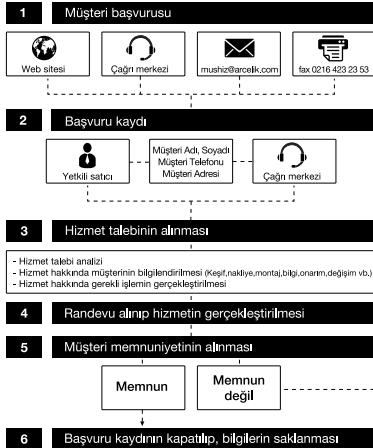 1 Müşteri başvurusu
Web sitesi
Çağrı merkezi
mushiz@arcelik.com
fax 0216 423 23 53
2 Başvuru kaydı
Yetkili satıcı
Müşteri Adı, Soyadı
Müşteri Telefonu
Müşteri Adresi
Çağrı merkezi
3 Hizmet talebinin alınması
- Hizmet talebi analizi
- Hizmet hakkında müşterinin bilgilendirilmesi (Keşif,nakliye,montaj,bilgi,onarım,değişim vb.)
- Hizmet hakkında gerekli işlemin gerçekleştirilmesi
4 Randevu alınıp hizmetin gerçekleştirilmesi
5 Müşteri memnuniyetinin alınması
Memnun
Memnun
değil
6 Başvuru kaydının kapatılıp, bilgilerin saklanması